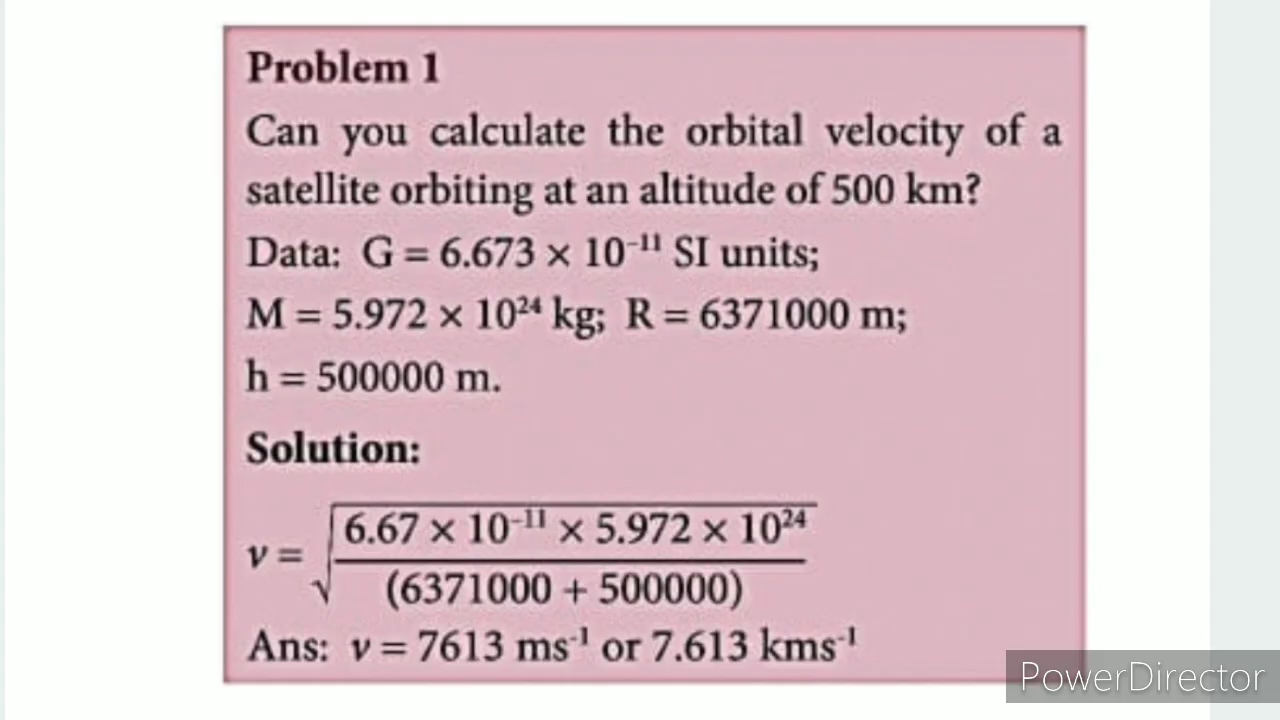 Problem 1
Can you calculate the orbital velocity of a
satellite orbiting at an altitude of 500 km?
Data: G = 6.673 × 10⁻¹¹ SI units;
M = 5.972 × 10²⁴ kg; R = 6371000 m;
h = 500000 m.
Solution:
v = √(6.67 × 10⁻¹¹ × 5.972 × 10²⁴ / (6371000 + 500000))
Ans: v = 7613 ms⁻¹ or 7.613 kms⁻¹
PowerDirector